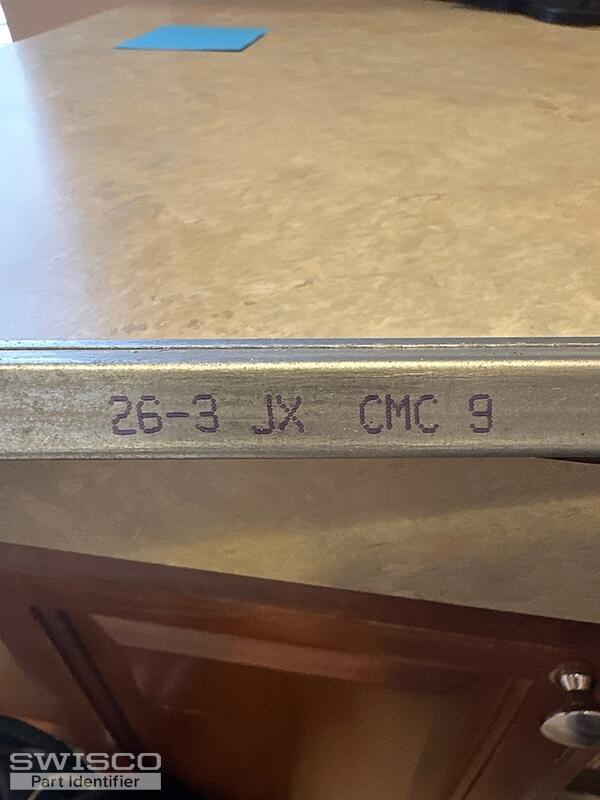 26-3 JX CMC 9
SWISCO
Part Identifier